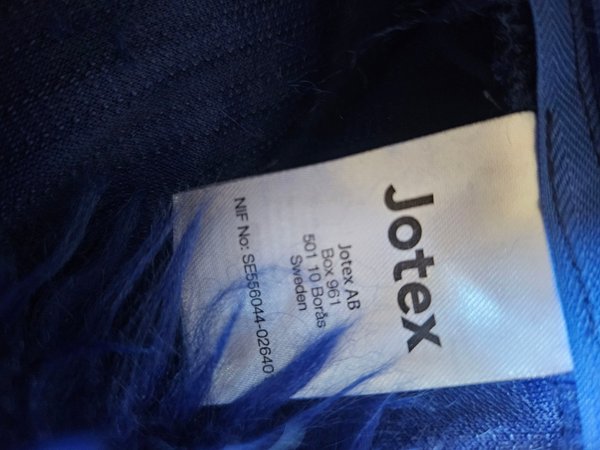 Jotex
Jotex AB
Box 961
501 10 Borås
Sweden
NIF No: SE556044-02640